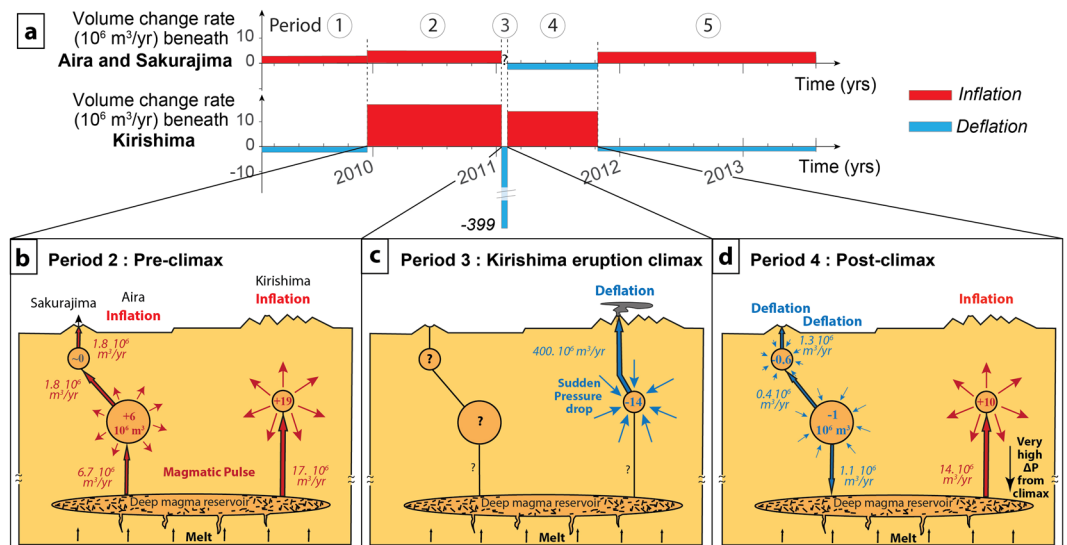 a
Volume change rate
(10⁶ m³/yr) beneath
Aira and Sakurajima
10
0
Period
1
2
3
4
5
?
Time (yrs)
Volume change rate
(10⁶ m³/yr) beneath
Kirishima
10
0
-10
2010
2011
2012
2013
Time (yrs)
-399
Inflation
Deflation
b
Period 2 : Pre-climax
Sakurajima
Aira
Inflation
Kirishima
Inflation
1.8 10⁶
m³/yr
~0
1.8 10⁶
m³/yr
+6
10⁶ m³
+19
6.7 10⁶
m³/yr
Magmatic Pulse
17. 10⁶
m³/yr
Deep magma reservoir
Melt
c
Period 3 : Kirishima eruption climax
Deflation
?
400. 10⁶ m³/yr
Sudden
Pressure
drop
-14
?
?
?
Deep magma reservoir
Melt
d
Period 4 : Post-climax
Deflation
Deflation
Inflation
1.3 10⁶
m³/yr
-0.6
0.4 10⁶
m³/yr
-1
10⁶ m³
+10
1.1 10⁶
m³/yr
14. 10⁶
m³/yr
Very
high
ΔP
from
climax
Deep magma reservoir
Melt